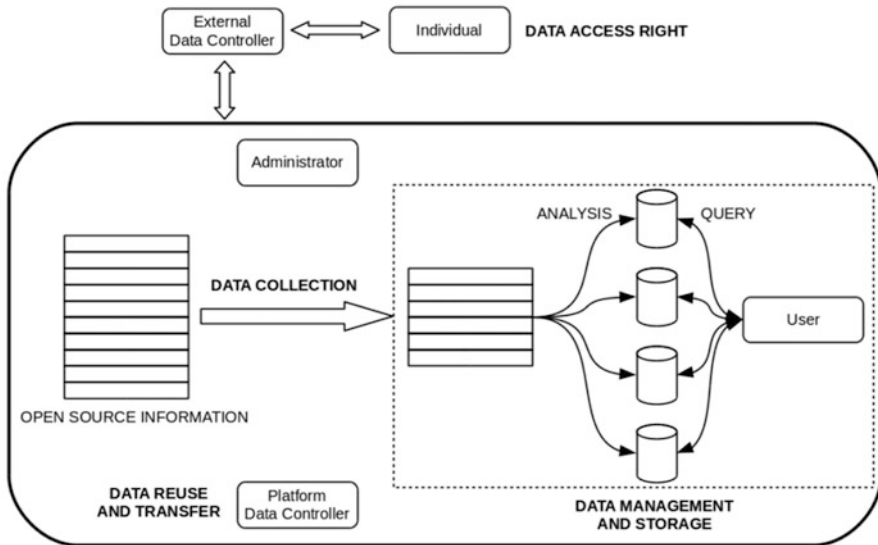 External
Data Controller
Individual
DATA ACCESS RIGHT
Administrator
ANALYSIS
QUERY
DATA COLLECTION
User
OPEN SOURCE INFORMATION
DATA REUSE
AND TRANSFER
Platform
Data Controller
DATA MANAGEMENT
AND STORAGE